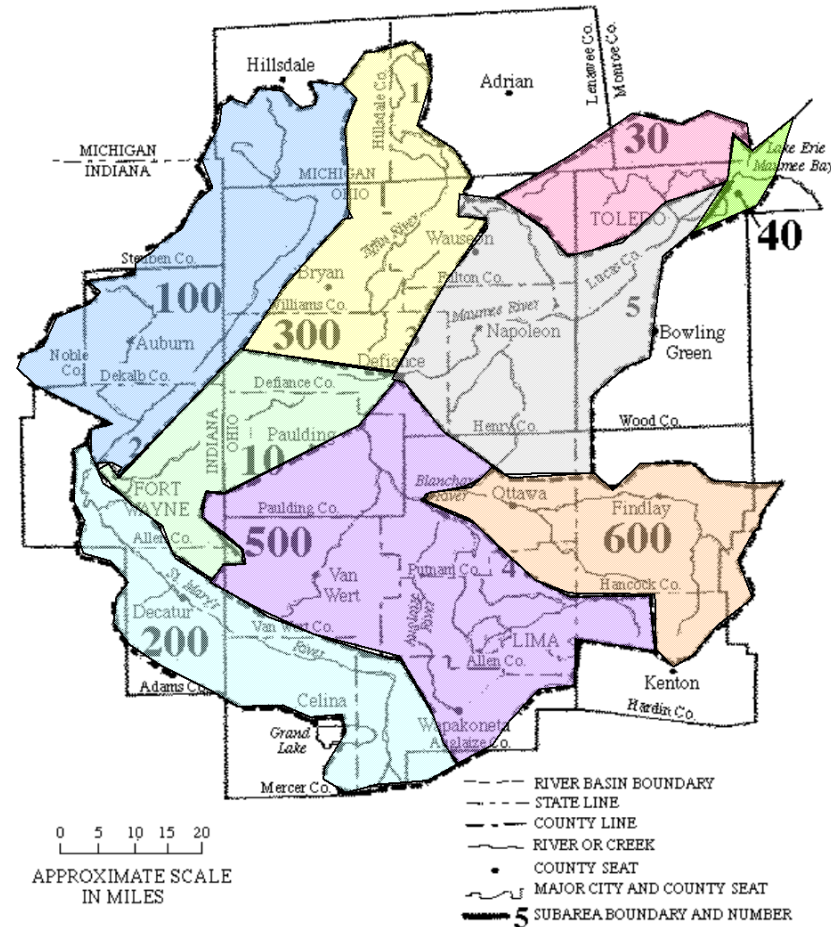 Hillsdale
Hillsdale Co.
1
Adrian
Lenawee Co.
Monroe Co.
MICHIGAN
INDIANA
MICHIGAN
OHIO
30
Lake Erie
Maumee Bay
TOLEDO
40
Steuben Co.
100
Bryan
Williams Co.
300
Wauseon
Fulton Co.
Lucas Co.
Maumee River
Napoleon
5
Bowling
Green
Auburn
Noble
Co.
Dekalb Co.
Defiance
3
Defiance Co.
INDIANA
OHIO
Paulding
10
Henry Co.
Wood Co.
2
FORT
WAYNE
Allen Co.
Paulding Co.
500
Blanchard
River
Ottawa
Findlay
600
Hancock Co.
Putnam Co.
4
Van
Wert
St. Mary's
River
Decatur
200
Van Wert Co.
Auglaize
River
LIMA
Allen Co.
Adams Co.
Celina
Grand
Lake
Mercer Co.
Wapakoneta
Auglaize Co.
Kenton
Hardin Co.
0 5 10 15 20
APPROXIMATE SCALE
IN MILES
RIVER BASIN BOUNDARY
STATE LINE
COUNTY LINE
RIVER OR CREEK
COUNTY SEAT
MAJOR CITY AND COUNTY SEAT
5 SUBAREA BOUNDARY AND NUMBER